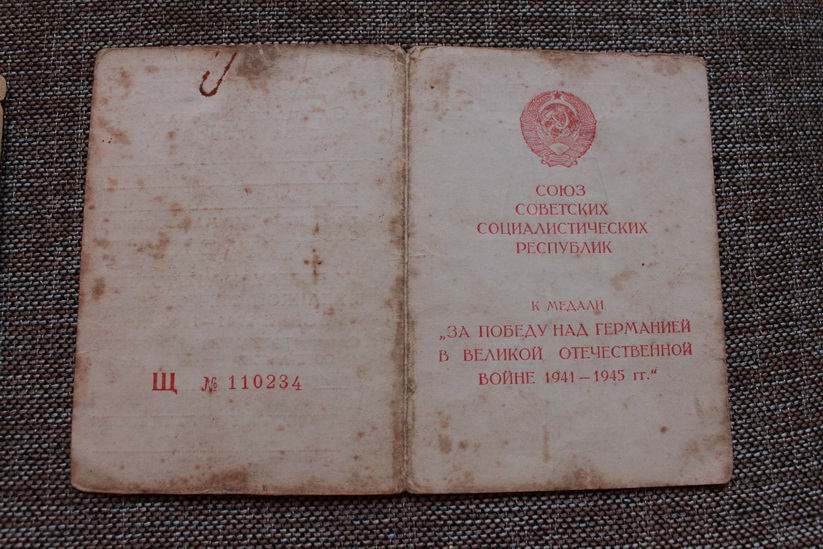 Щ № 110234
СОЮЗ
СОВЕТСКИХ
СОЦИАЛИСТИЧЕСКИХ
РЕСПУБЛИК
К МЕДАЛИ
„ЗА ПОБЕДУ НАД ГЕРМАНИЕЙ
В ВЕЛИКОЙ ОТЕЧЕСТВЕННОЙ
ВОЙНЕ 1941 — 1945 гг.“